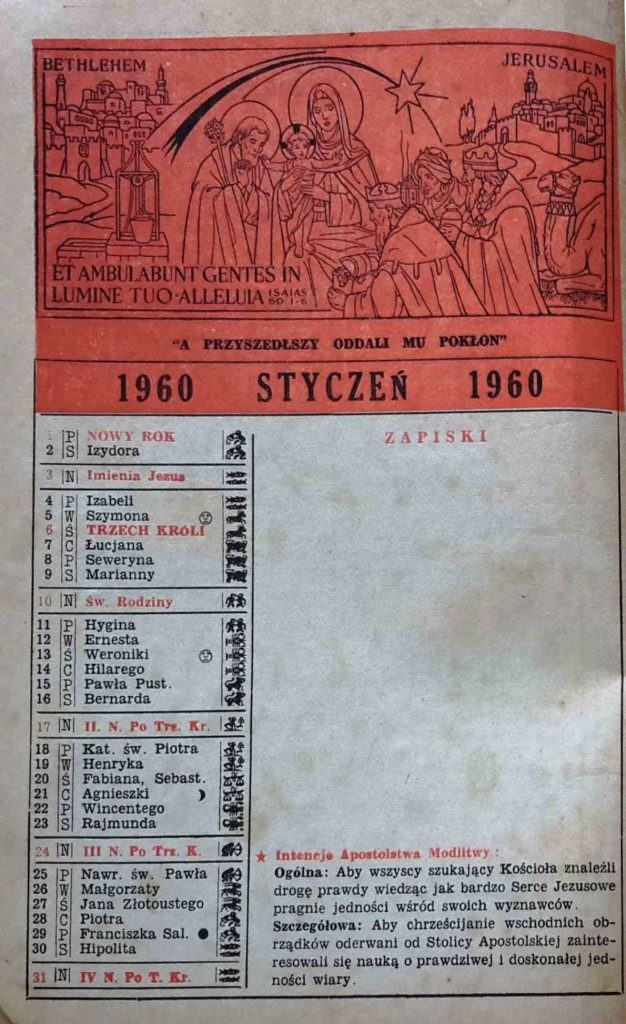 BETHLEHEM
JERUSALEM
ET AMBULABUNT GENTES IN
LUMINE TUO·ALLELUIA ISAIAS 60·1-6
"A PRZYSZEDŁSZY ODDALI MU POKŁON"
1960 STYCZEŃ 1960
1 P NOWY ROK
2 S Izydora
3 N Imienia Jezus
4 P Izabeli
5 W Szymona
6 Ś TRZECH KRÓLI
7 C Łucjana
8 P Seweryna
9 S Marianny
10 N Św. Rodziny
11 P Hygina
12 W Ernesta
13 Ś Weroniki
14 C Hilarego
15 P Pawła Pust.
16 S Bernarda
17 N II. N. Po Trz. Kr.
18 P Kat. św. Piotra
19 W Henryka
20 Ś Fabiana, Sebast.
21 C Agnieszki
22 P Wincentego
23 S Rajmunda
24 N III N. Po Trz. K.
25 P Nawr. św. Pawła
26 W Małgorzaty
27 Ś Jana Złotoustego
28 C Piotra
29 P Franciszka Sal.
30 S Hipolita
31 N IV N. Po T. Kr.
ZAPISKI
★ Intencje Apostolstwa Modlitwy:
Ogólna: Aby wszyscy szukający Kościoła znaleźli
drogę prawdy wiedząc jak bardzo Serce Jezusowe
pragnie jedności wśród swoich wyznawców.
Szczegółowa: Aby chrześcijanie wschodnich ob-
rządków oderwani od Stolicy Apostolskiej zainte-
resowali się nauką o prawdziwej i doskonałej jed-
ności wiary.